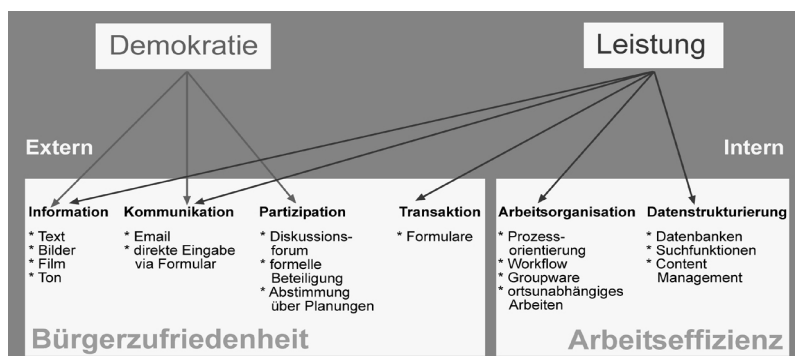 Demokratie
Leistung
Extern
Intern
Information
* Text
* Bilder
* Film
* Ton
Kommunikation
* Email
* direkte Eingabe
via Formular
Partizipation
* Diskussions-
forum
* formelle
Beteiligung
* Abstimmung
über Planungen
Transaktion
* Formulare
Bürgerzufriedenheit
Arbeitsorganisation
* Prozess-
orientierung
* Workflow
* Groupware
* ortsunabhängiges
Arbeiten
Datenstrukturierung
* Datenbanken
* Suchfunktionen
* Content
Management
Arbeitseffizienz